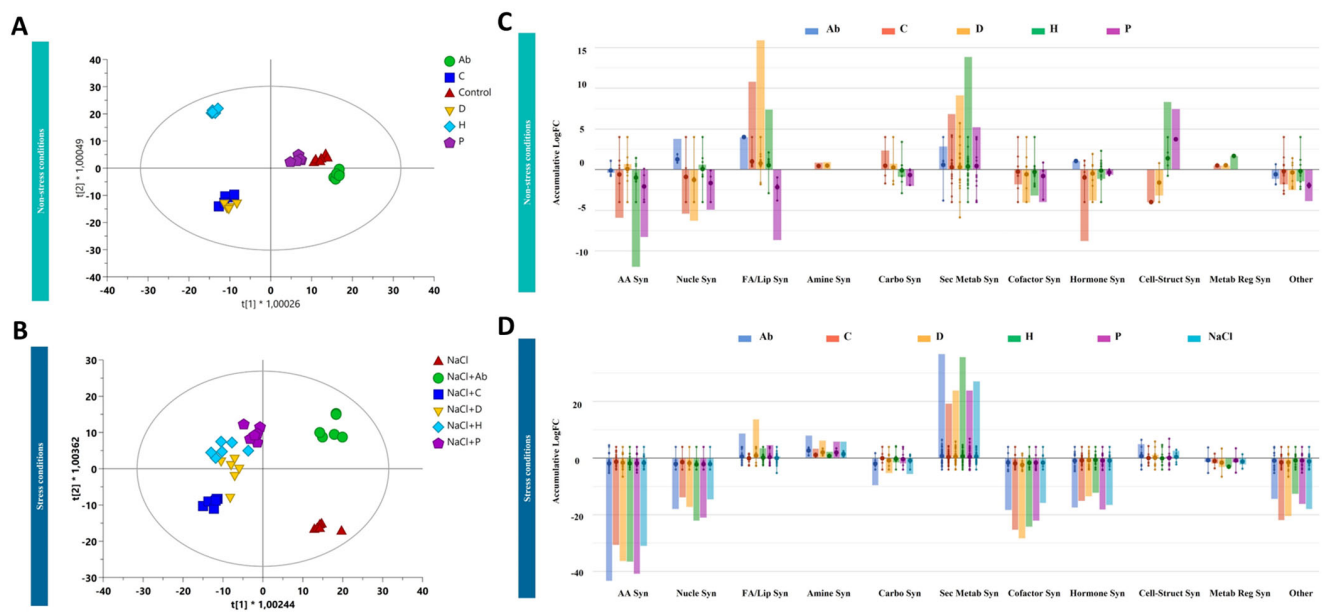 A
Non-stress conditions
40
30
20
10
0
-10
-20
-30
-40
t[2] * 1,00049
-40 -30 -20 -10 0 10 20 30 40
t[1] * 1,00026
Ab
C
Control
D
H
P
B
Stress conditions
30
20
10
0
-10
-20
-30
t[2] * 1,00362
-40 -30 -20 -10 0 10 20 30 40
t[1] * 1,00244
NaCl
NaCl+Ab
NaCl+C
NaCl+D
NaCl+H
NaCl+P
C
Non-stress conditions
Ab C D H P
Accumulative LogFC
15
10
5
0
-5
-10
AA Syn Nucle Syn FA/Lip Syn Amine Syn Carbo Syn Sec Metab Syn Cofactor Syn Hormone Syn Cell-Struct Syn Metab Reg Syn Other
D
Stress conditions
Ab C D H P NaCl
Accumulative LogFC
20
0
-20
-40
AA Syn Nucle Syn FA/Lip Syn Amine Syn Carbo Syn Sec Metab Syn Cofactor Syn Hormone Syn Cell-Struct Syn Metab Reg Syn Other